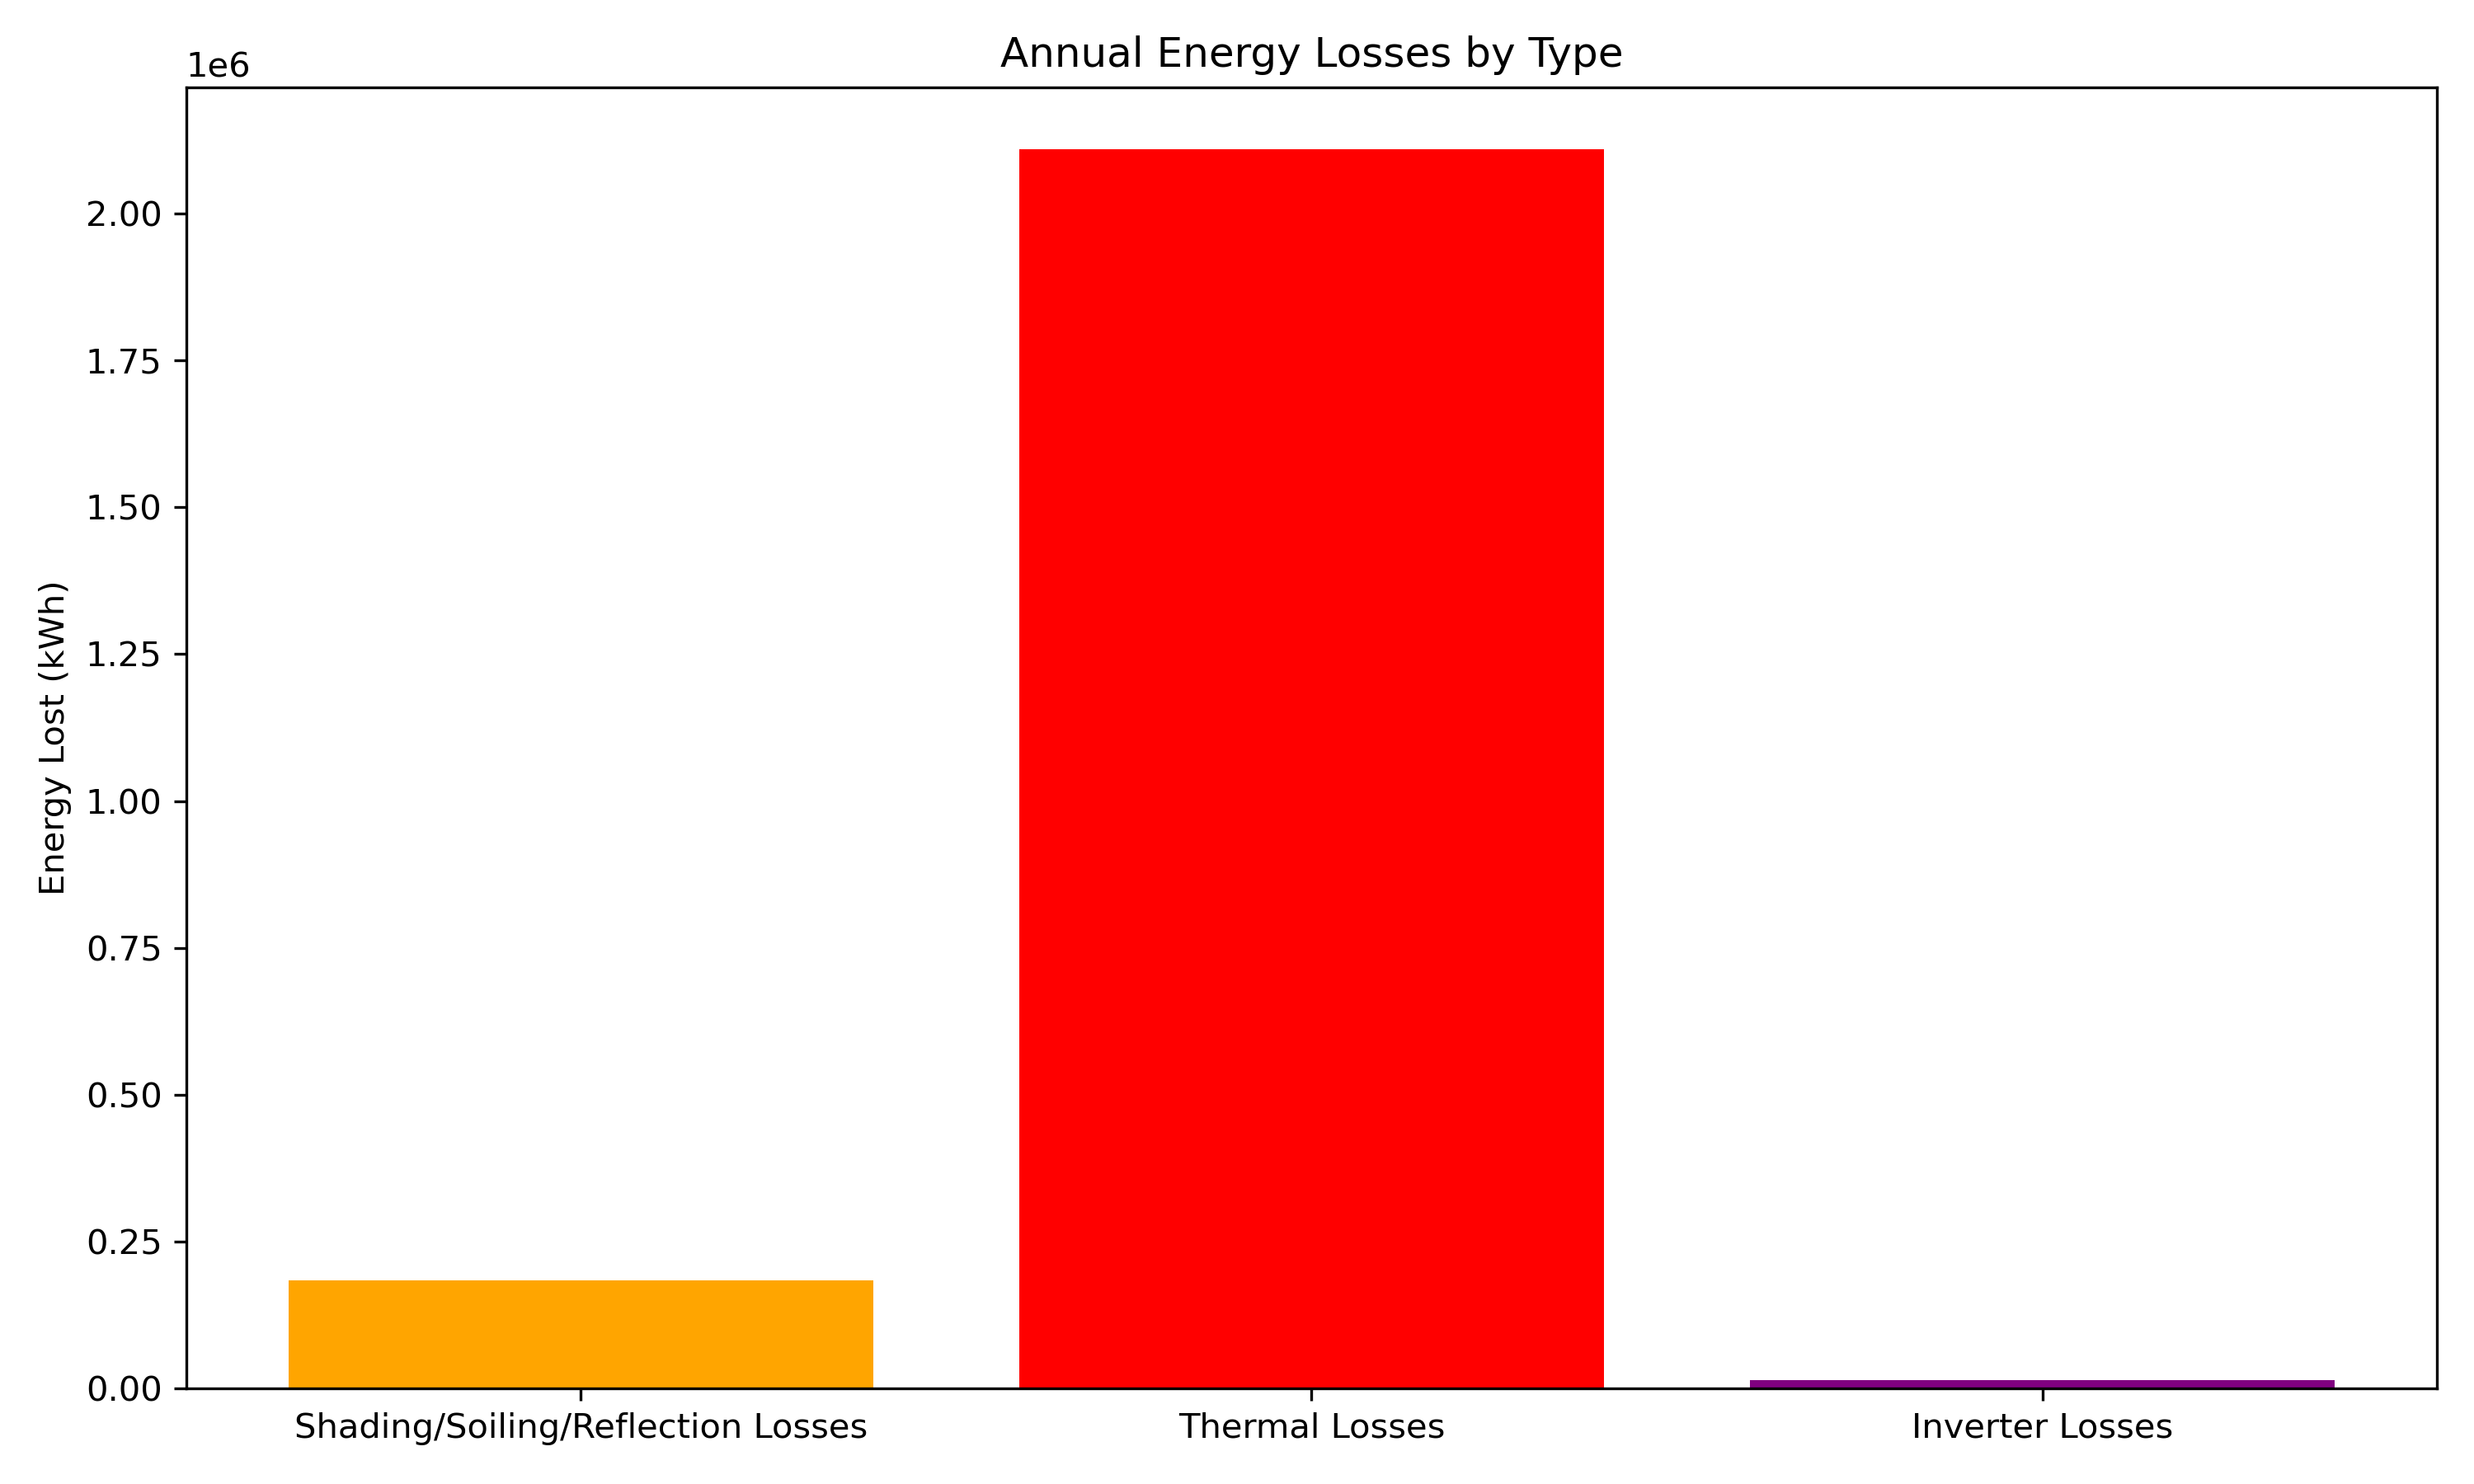 Annual Energy Losses by Type
1e6
Energy Lost (kWh)
2.00
1.75
1.50
1.25
1.00
0.75
0.50
0.25
0.00
Shading/Soiling/Reflection Losses
Thermal Losses
Inverter Losses